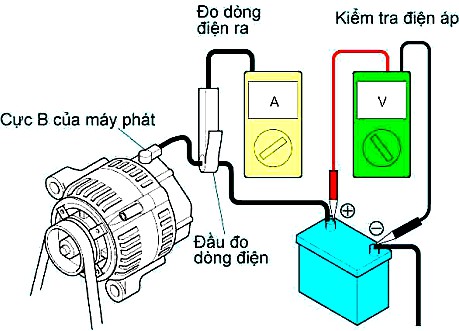 Đo dòng
điện ra
Kiểm tra điện áp
A
V
Cực B của máy phát
Đầu đo
dòng điện
+
−